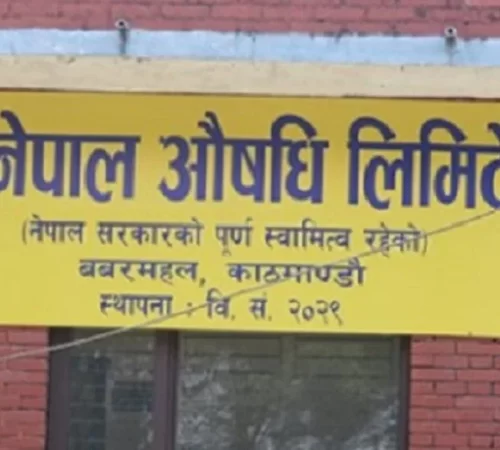 नेपाल औषधि लिमिटे
(नेपाल सरकारको पूर्ण स्वामित्व रहेको)
बबरमहल, काठमाण्डौ
स्थापना : वि. सं. २०२९